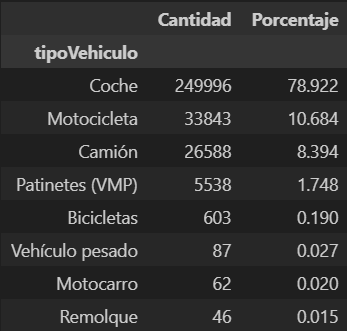 Cantidad Porcentaje
tipoVehiculo
Coche 249996 78.922
Motocicleta 33843 10.684
Camión 26588 8.394
Patinetes (VMP) 5538 1.748
Bicicletas 603 0.190
Vehículo pesado 87 0.027
Motocarro 62 0.020
Remolque 46 0.015